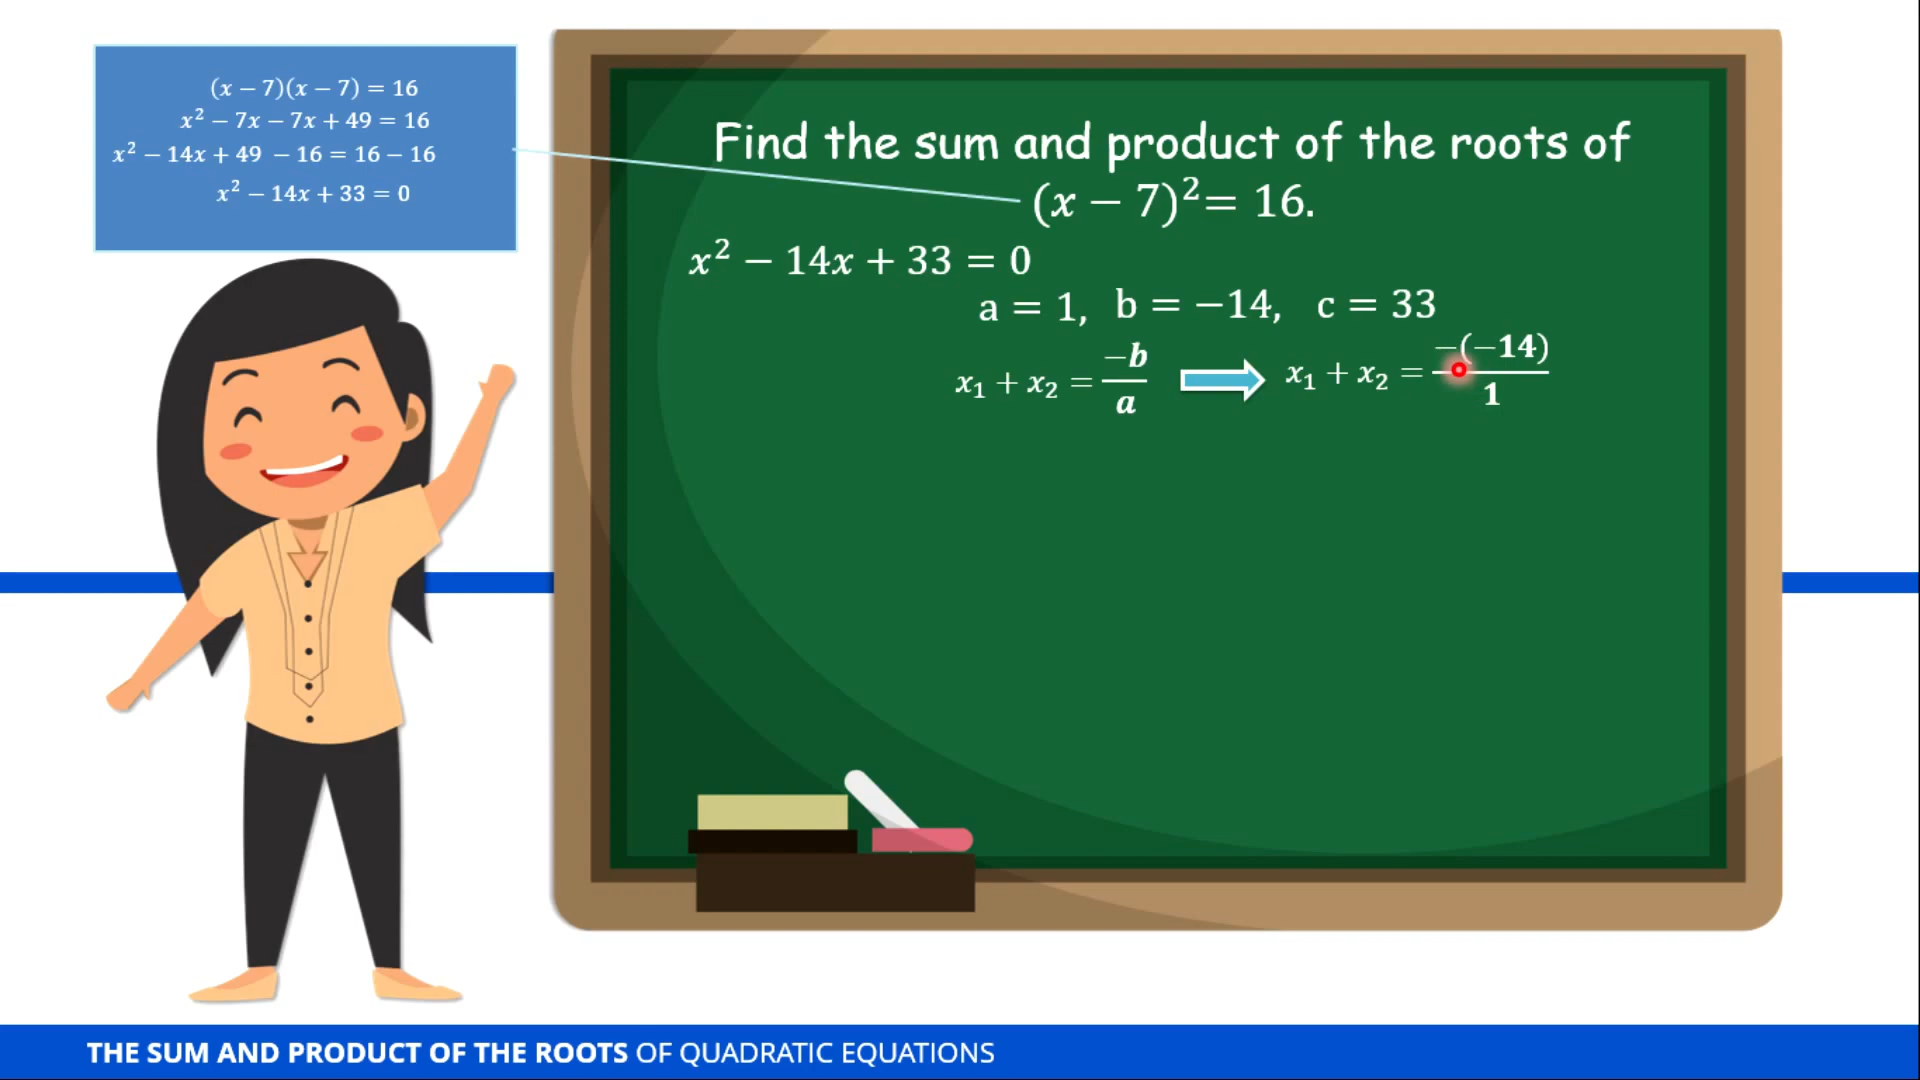 (x − 7)(x − 7) = 16
x² − 7x − 7x + 49 = 16
x² − 14x + 49 − 16 = 16 − 16
x² − 14x + 33 = 0
Find the sum and product of the roots of
(x − 7)² = 16.
x² − 14x + 33 = 0
a = 1, b = −14, c = 33
x₁ + x₂ = −b/a x₁ + x₂ = −(−14)/1
THE SUM AND PRODUCT OF THE ROOTS OF QUADRATIC EQUATIONS